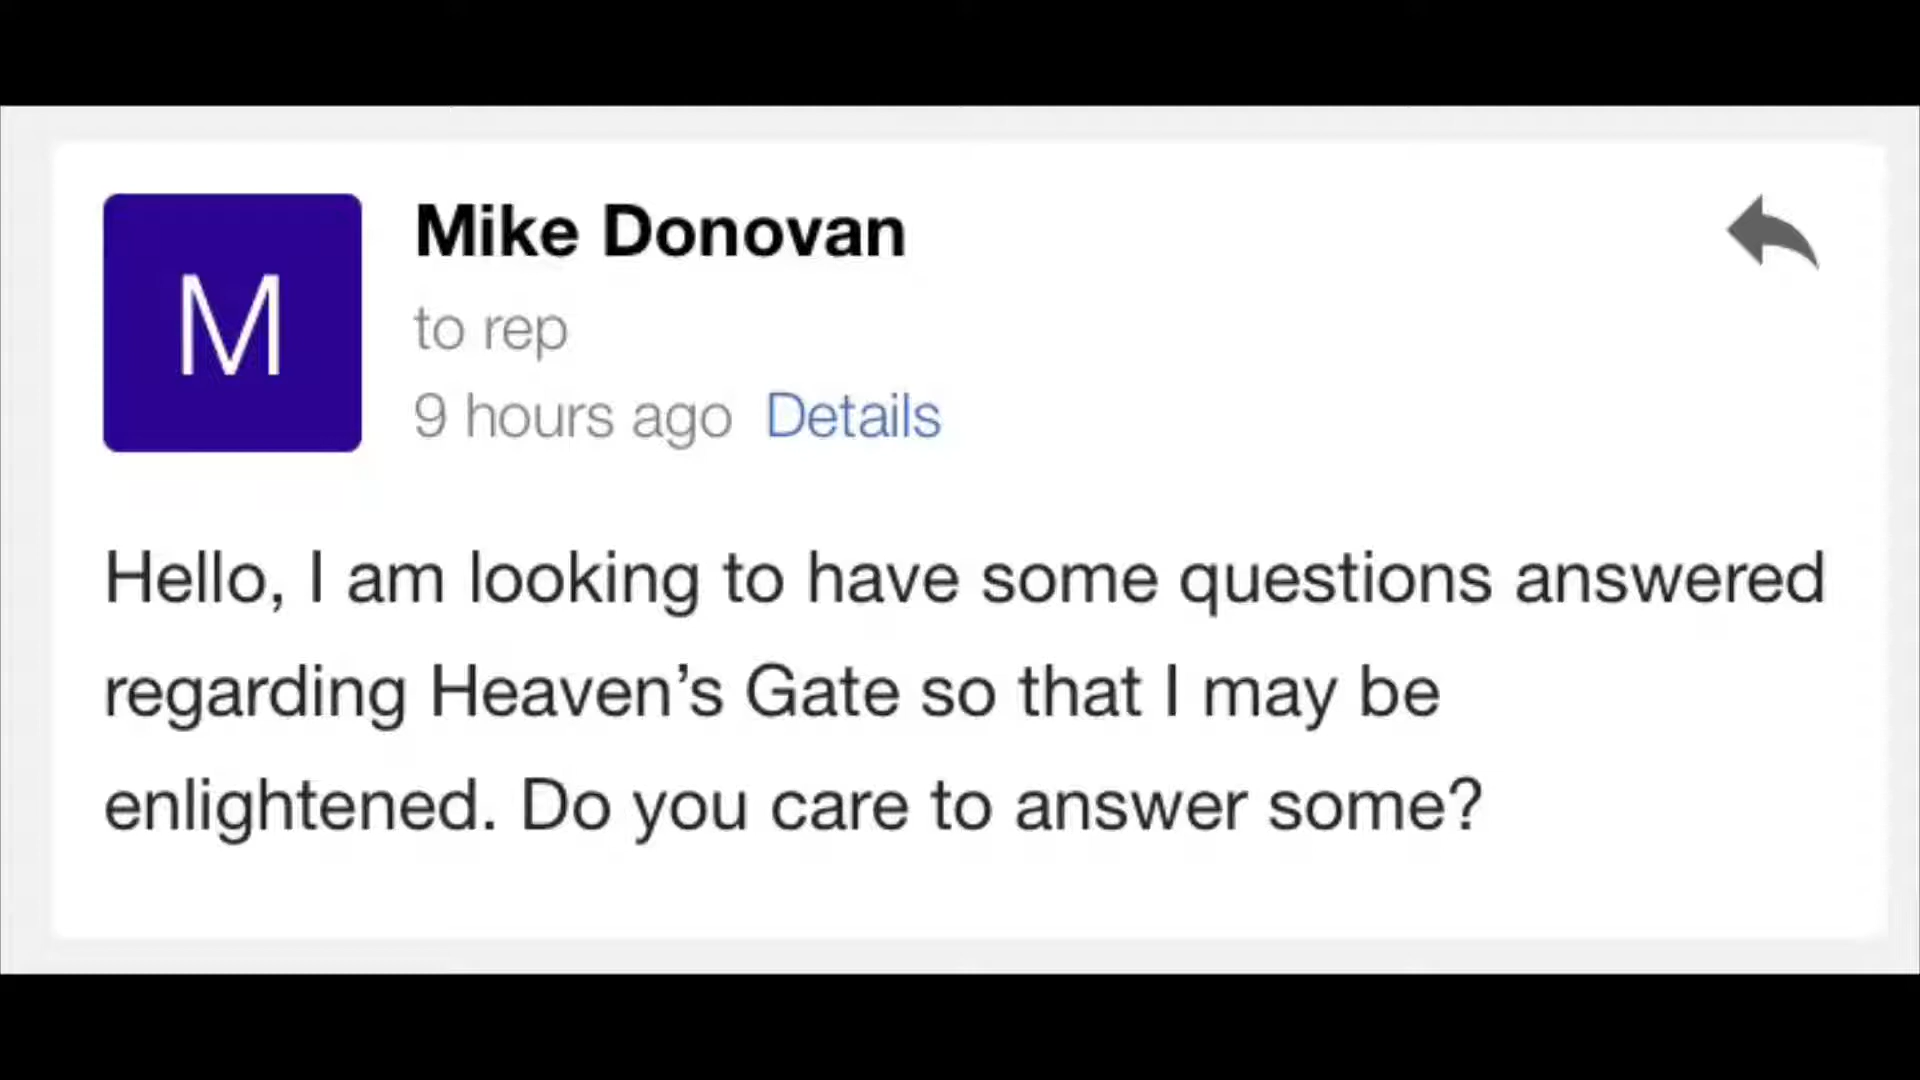 M
Mike Donovan
to rep
9 hours ago Details
Hello, I am looking to have some questions answered
regarding Heaven’s Gate so that I may be
enlightened. Do you care to answer some?